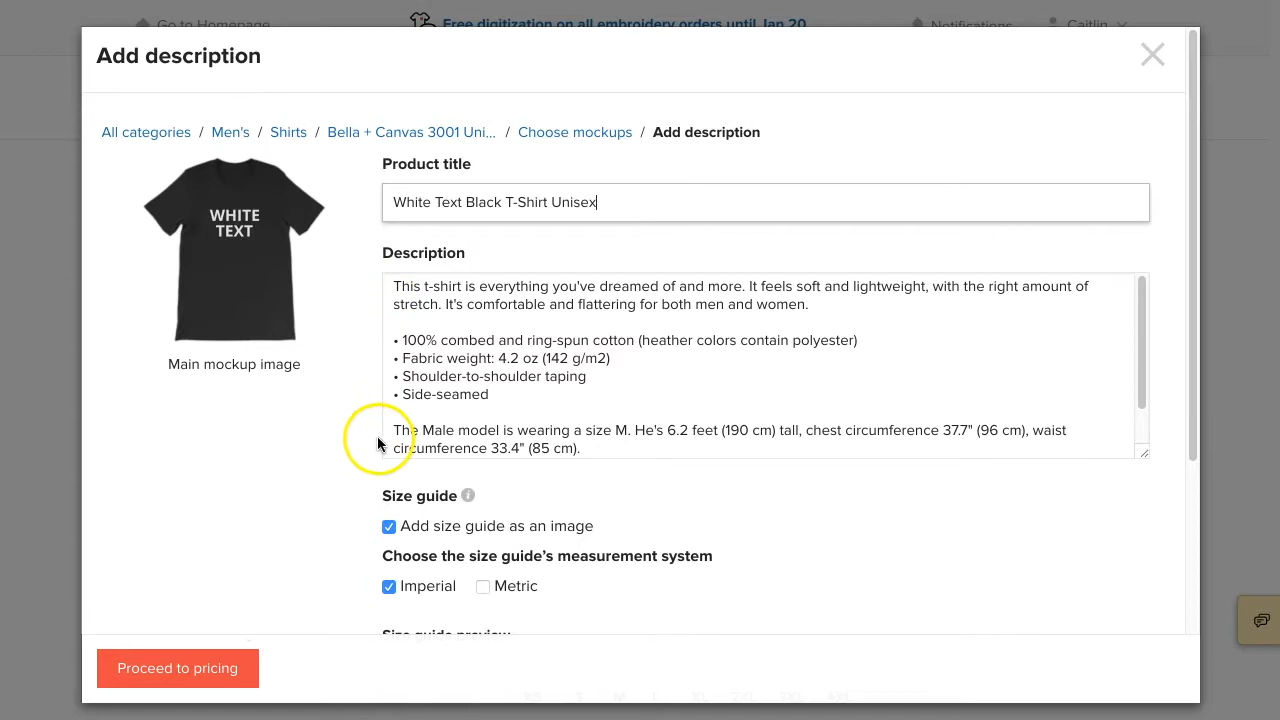 Go to Homepage
Free digitization on all embroidery orders until Jan 20
Notifications
Caitlin
Add description
All categories / Men's / Shirts / Bella + Canvas 3001 Uni... / Choose mockups / Add description
WHITE
TEXT
Main mockup image
Product title
White Text Black T-Shirt Unisex
Description
This t-shirt is everything you've dreamed of and more. It feels soft and lightweight, with the right amount of
stretch. It's comfortable and flattering for both men and women.
• 100% combed and ring-spun cotton (heather colors contain polyester)
• Fabric weight: 4.2 oz (142 g/m2)
• Shoulder-to-shoulder taping
• Side-seamed
The Male model is wearing a size M. He's 6.2 feet (190 cm) tall, chest circumference 37.7" (96 cm), waist
circumference 33.4" (85 cm).
Size guide
Add size guide as an image
Choose the size guide’s measurement system
Imperial Metric
Size guide preview
Proceed to pricing